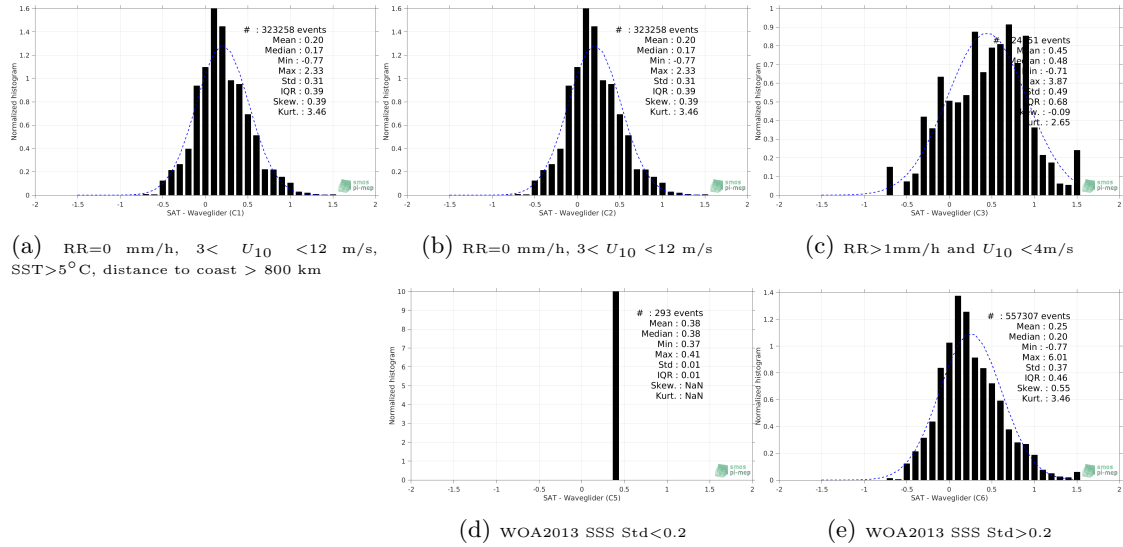 1.6
1.4
1.2
1
0.8
0.6
0.4
0.2
0
Normalized histogram
# : 323258 events
Mean : 0.20
Median : 0.17
Min : -0.77
Max : 2.33
Std : 0.31
IQR : 0.39
Skew. : 0.39
Kurt. : 3.46
smos
pi-mep
-2 -1.5 -1 -0.5 0 0.5 1 1.5 2
SAT - Waveglider (C1)
(a) RR=0 mm/h, 3< U10 <12 m/s,
SST>5°C, distance to coast > 800 km
1.6
1.4
1.2
1
0.8
0.6
0.4
0.2
0
Normalized histogram
# : 323258 events
Mean : 0.20
Median : 0.17
Min : -0.77
Max : 2.33
Std : 0.31
IQR : 0.39
Skew. : 0.39
Kurt. : 3.46
smos
pi-mep
-2 -1.5 -1 -0.5 0 0.5 1 1.5 2
SAT - Waveglider (C2)
(b) RR=0 mm/h, 3< U10 <12 m/s
1
0.9
0.8
0.7
0.6
0.5
0.4
0.3
0.2
0.1
0
Normalized histogram
# events
Mean : 0.45
Median : 0.48
Min : -0.71
Max : 3.87
Std : 0.49
IQR : 0.68
Skew. : -0.09
Kurt. : 2.65
smos
pi-mep
-2 -1.5 -1 -0.5 0 0.5 1 1.5 2
SAT - Waveglider (C3)
(c) RR>1mm/h and U10 <4m/s
10
9
8
7
6
5
4
3
2
1
0
Normalized histogram
# : 293 events
Mean : 0.38
Median : 0.38
Min : 0.37
Max : 0.41
Std : 0.01
IQR : 0.01
Skew. : NaN
Kurt. : NaN
smos
pi-mep
-2 -1.5 -1 -0.5 0 0.5 1 1.5 2
SAT - Waveglider (C5)
(d) WOA2013 SSS Std<0.2
1.4
1.2
1
0.8
0.6
0.4
0.2
0
Normalized histogram
# : 557307 events
Mean : 0.25
Median : 0.20
Min : -0.77
Max : 6.01
Std : 0.37
IQR : 0.46
Skew. : 0.55
Kurt. : 3.46
smos
pi-mep
-2 -1.5 -1 -0.5 0 0.5 1 1.5 2
SAT - Waveglider (C6)
(e) WOA2013 SSS Std>0.2